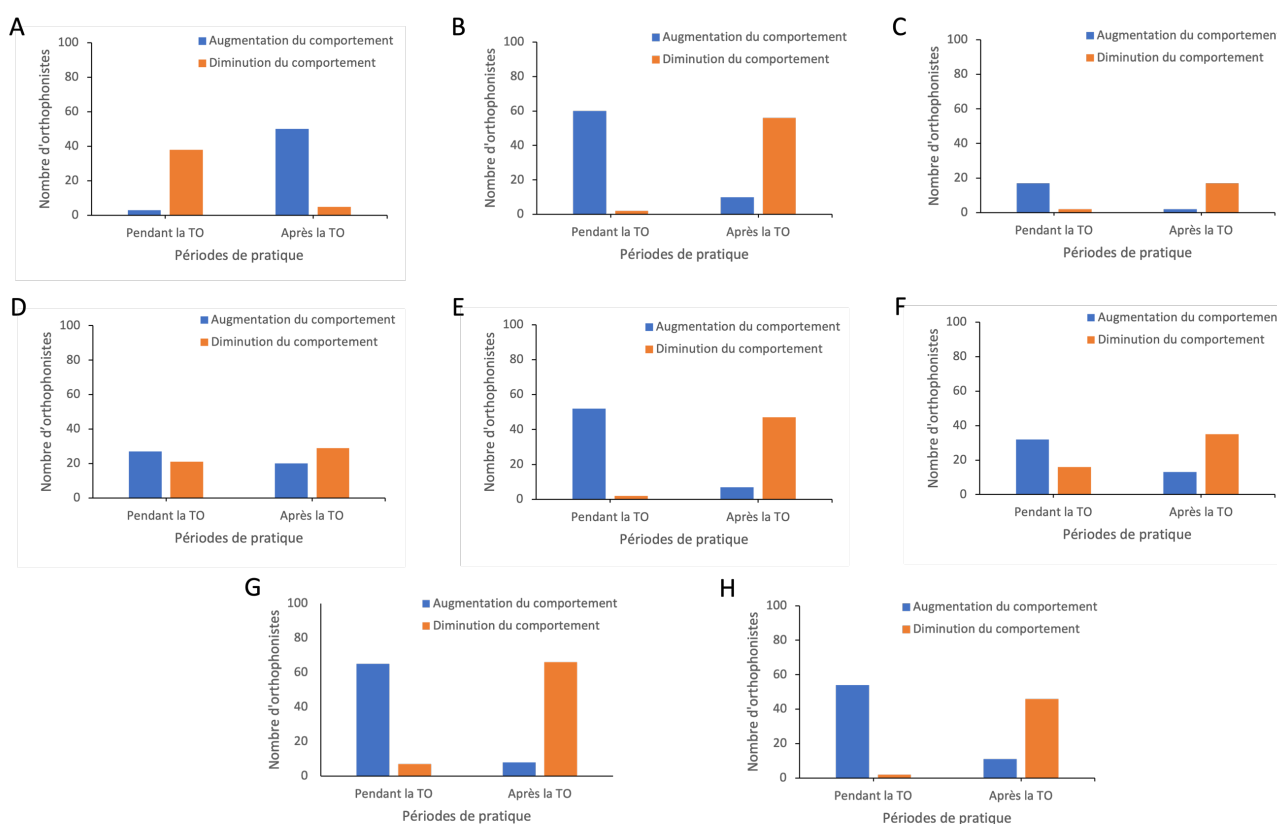 A
Augmentation du comportement
Diminution du comportement
Nombre d'orthophonistes
100
80
60
40
20
0
Pendant la TO
Après la TO
Périodes de pratique
B
Augmentation du comportement
Diminution du comportement
Nombre d'orthophonistes
100
80
60
40
20
0
Pendant la TO
Après la TO
Périodes de pratique
C
Augmentation du comportement
Diminution du comportement
Nombre d'orthophonistes
100
80
60
40
20
0
Pendant la TO
Après la TO
Périodes de pratique
D
Augmentation du comportement
Diminution du comportement
Nombre d'orthophonistes
100
80
60
40
20
0
Pendant la TO
Après la TO
Périodes de pratique
E
Augmentation du comportement
Diminution du comportement
Nombre d'orthophonistes
100
80
60
40
20
0
Pendant la TO
Après la TO
Périodes de pratique
F
Augmentation du comportement
Diminution du comportement
Nombre d'orthophonistes
100
80
60
40
20
0
Pendant la TO
Après la TO
Périodes de pratique
G
Augmentation du comportement
Diminution du comportement
Nombre d'orthophonistes
100
80
60
40
20
0
Pendant la TO
Après la TO
Périodes de pratique
H
Augmentation du comportement
Diminution du comportement
Nombre d'orthophonistes
100
80
60
40
20
0
Pendant la TO
Après la TO
Périodes de pratique